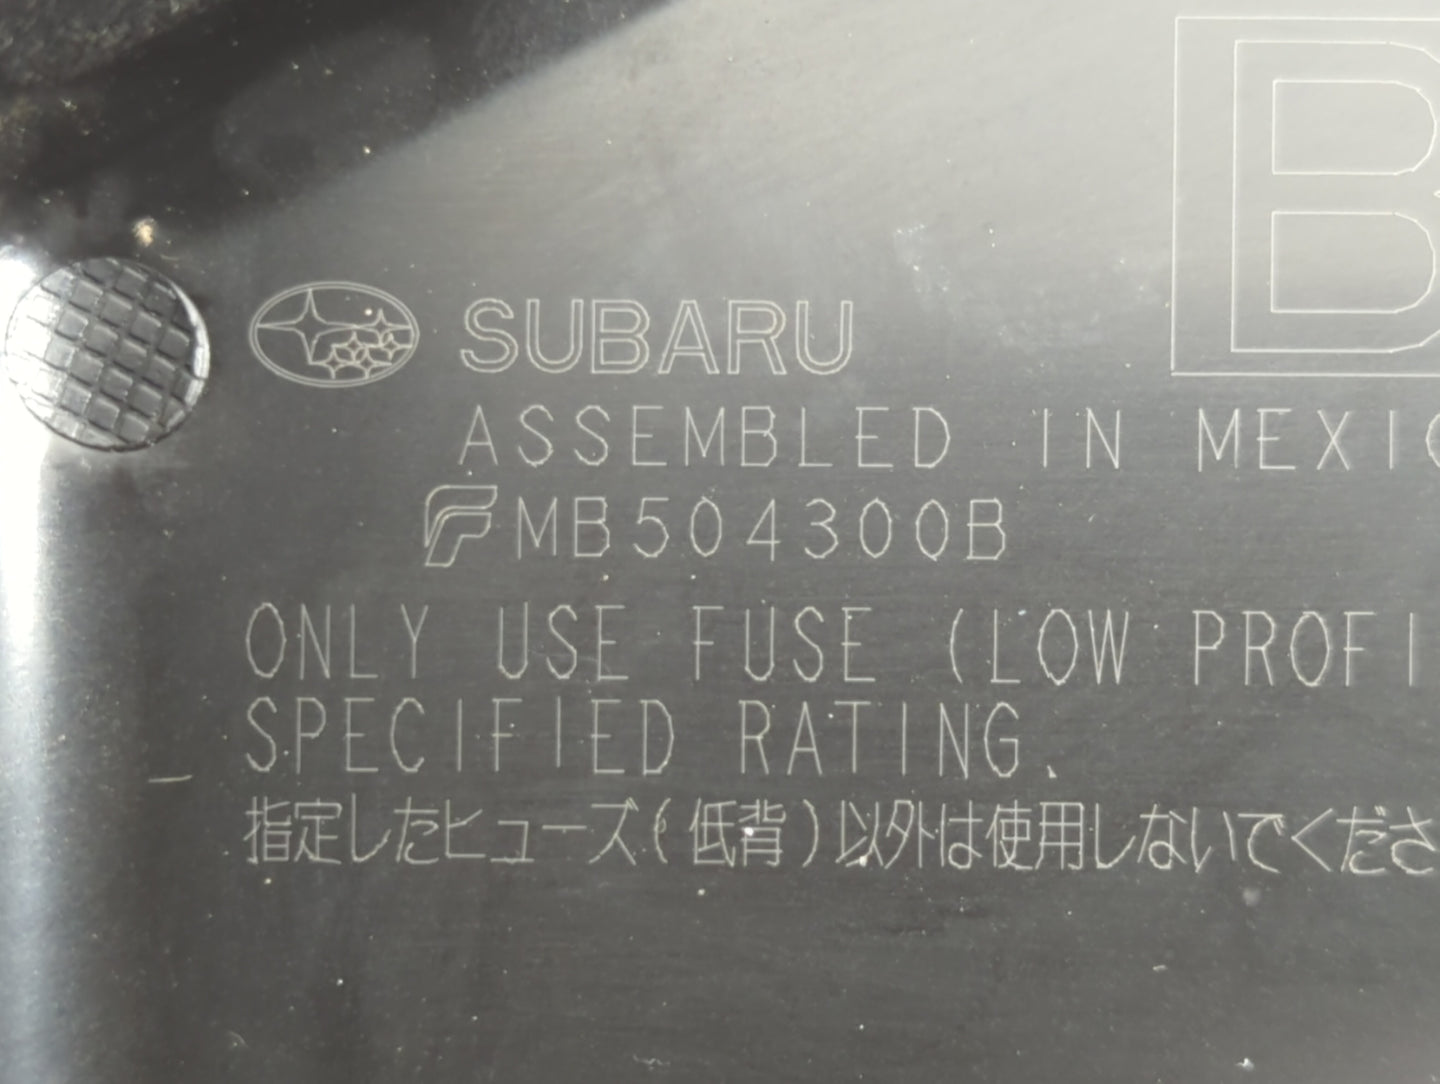 B
SUBARU
ASSEMBLED IN MEXIC
MB504300B
ONLY USE FUSE (LOW PROFI
SPECIFIED RATING.
指定したヒューズ(低背)以外は使用しないでくださ